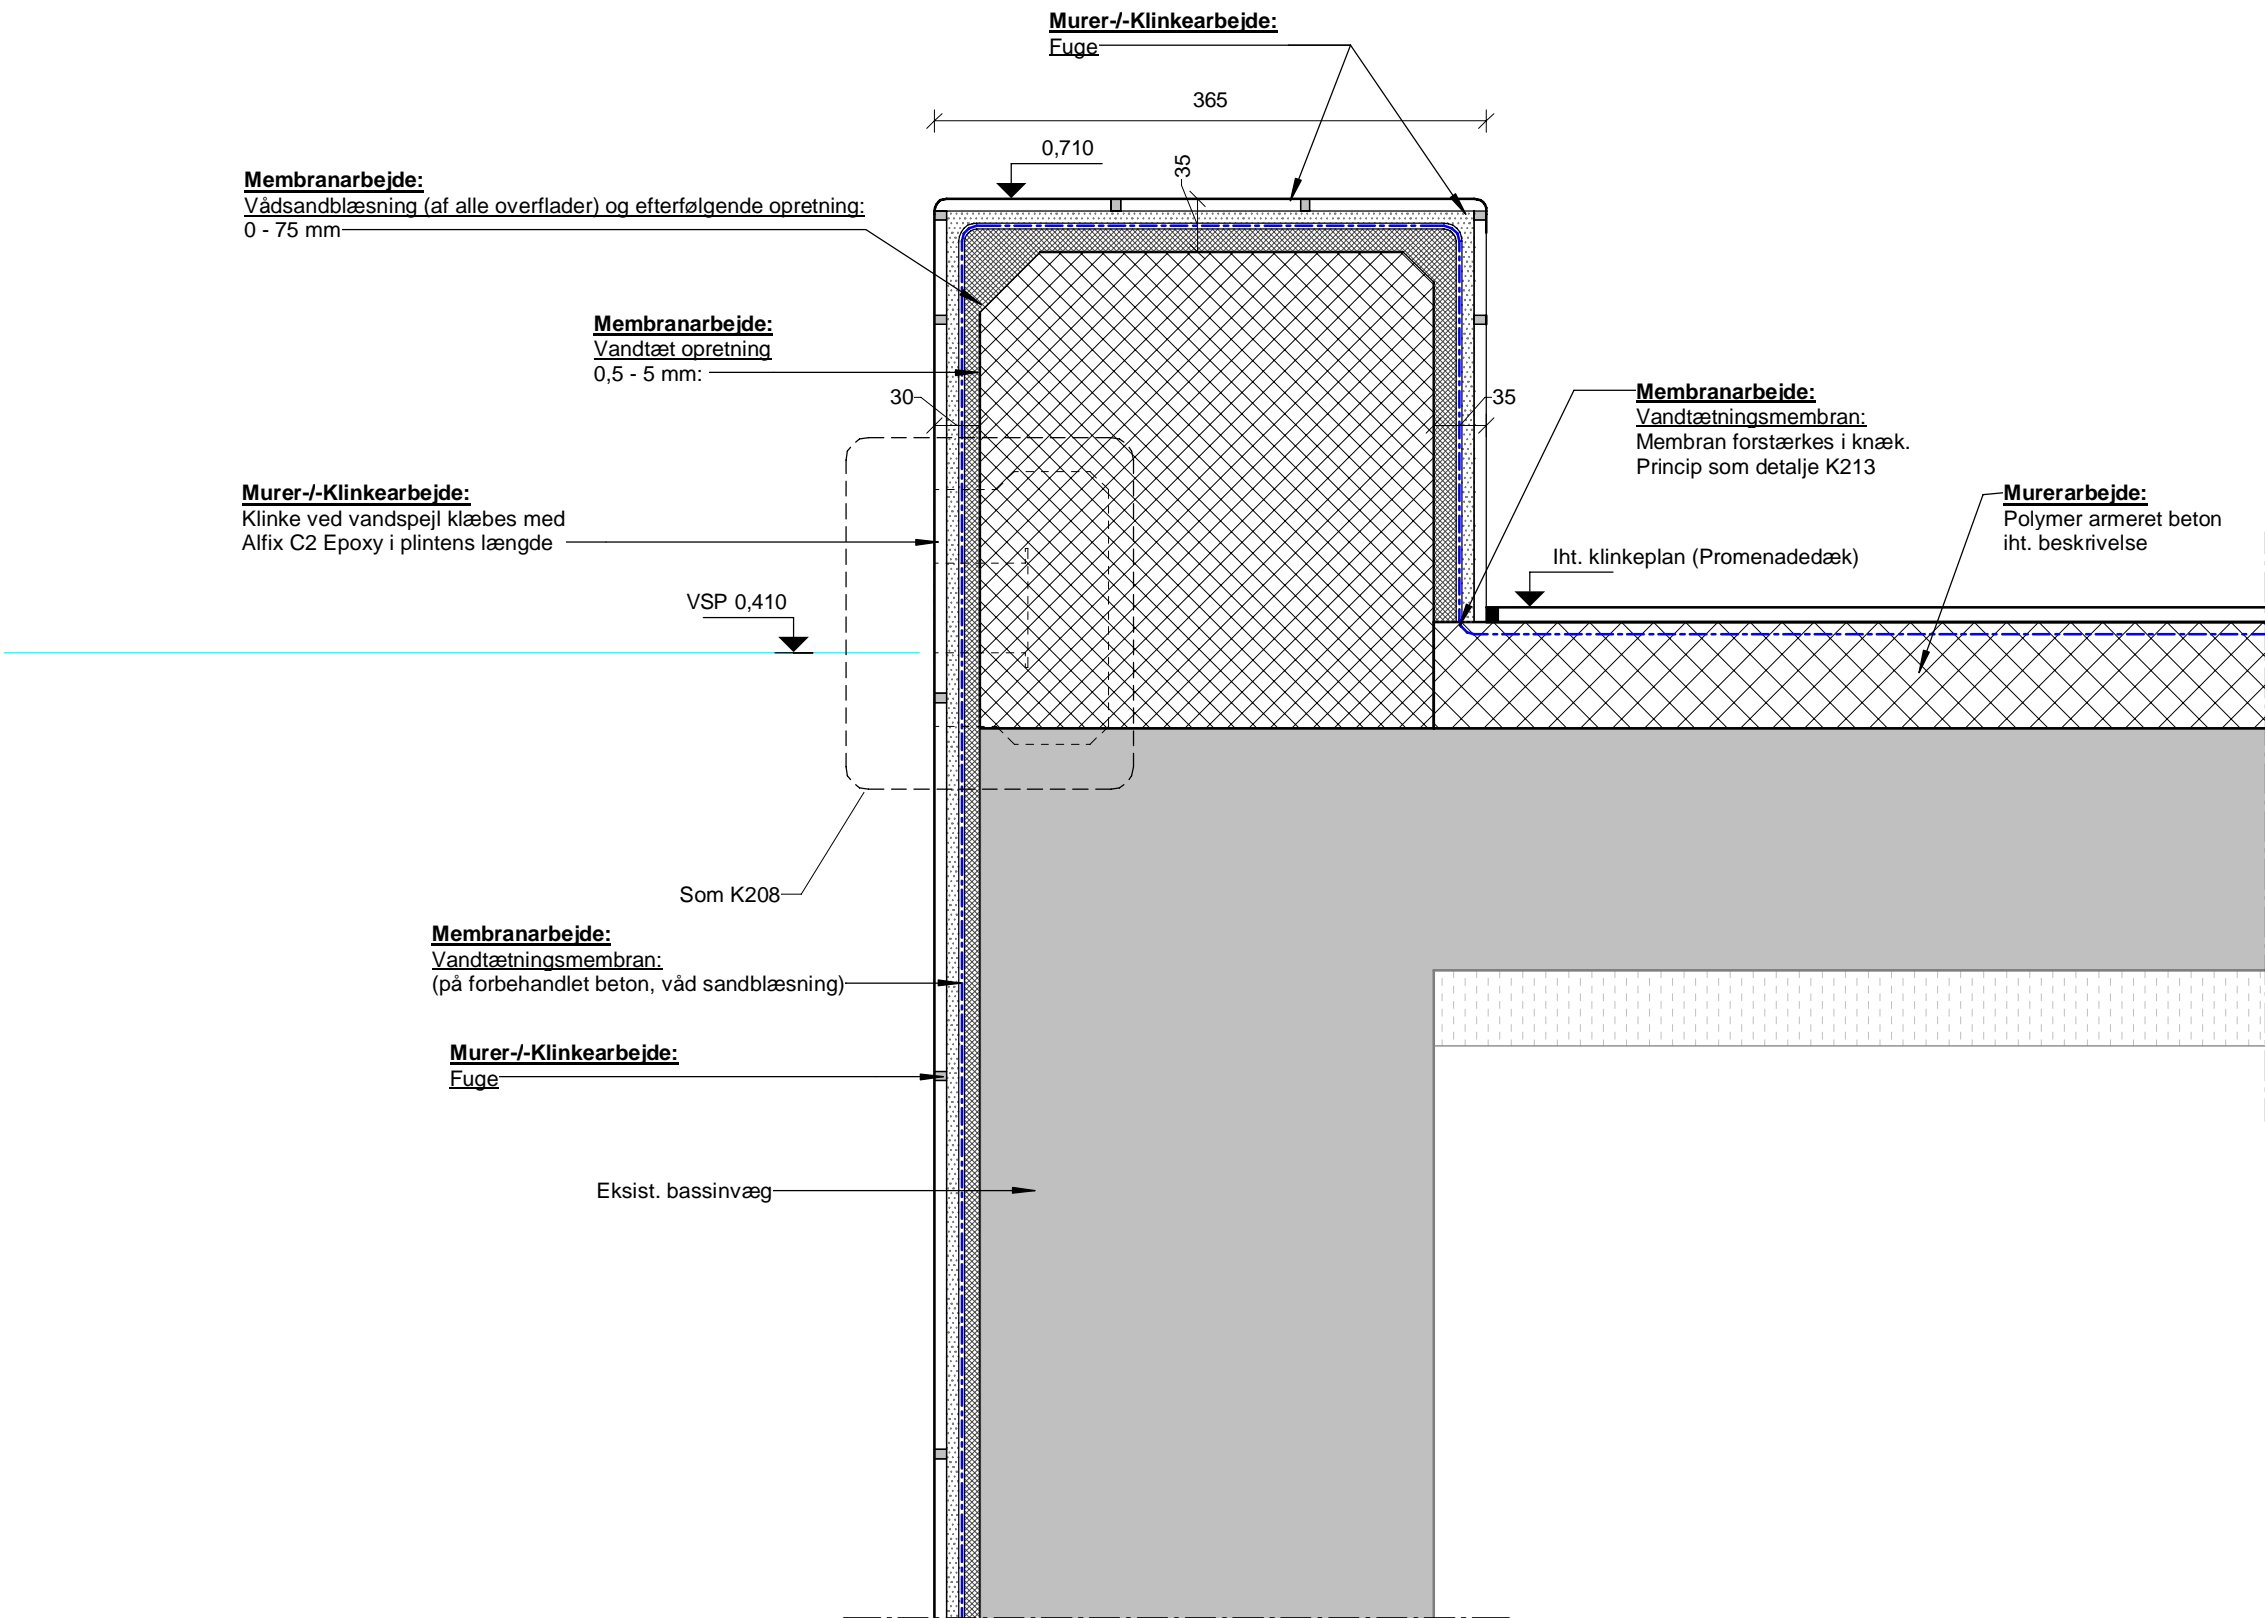 Murer-/-Klinkearbejde:
Fuge
365
0,710
35
Membranarbejde:
Vådsandblæsning (af alle overflader) og efterfølgende opretning:
0 - 75 mm
Membranarbejde:
Vandtæt opretning
0,5 - 5 mm:
30
35
Membranarbejde:
Vandtætningsmembran:
Membran forstærkes i knæk.
Princip som detalje K213
Murer-/-Klinkearbejde:
Klinke ved vandspejl klæbes med
Alfix C2 Epoxy i plintens længde
Murerarbejde:
Polymer armeret beton
iht. beskrivelse
Iht. klinkeplan (Promenadedæk)
VSP 0,410
Som K208
Membranarbejde:
Vandtætningsmembran:
(på forbehandlet beton, våd sandblæsning)
Murer-/-Klinkearbejde:
Fuge
Eksist. bassinvæg